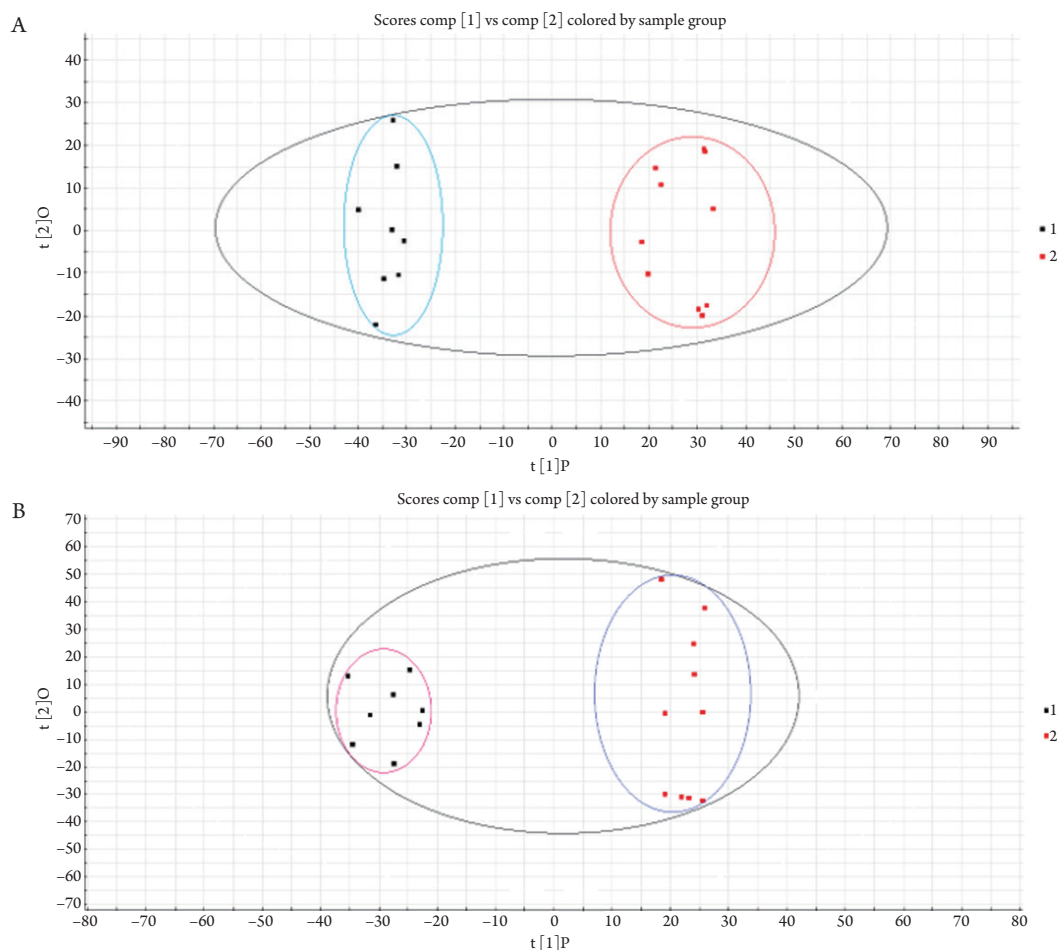 A
Scores comp [1] vs comp [2] colored by sample group
40
30
20
10
0
–10
–20
–30
–40
t [2]O
–90 –80 –70 –60 –50 –40 –30 –20 –10 0 10 20 30 40 50 60 70 80 90
t [1]P
1
2
B
Scores comp [1] vs comp [2] colored by sample group
70
60
50
40
30
20
10
0
–10
–20
–30
–40
–50
–60
–70
t [2]O
–80 –70 –60 –50 –40 –30 –20 –10 0 10 20 30 40 50 60 70 80
t [1]P
1
2